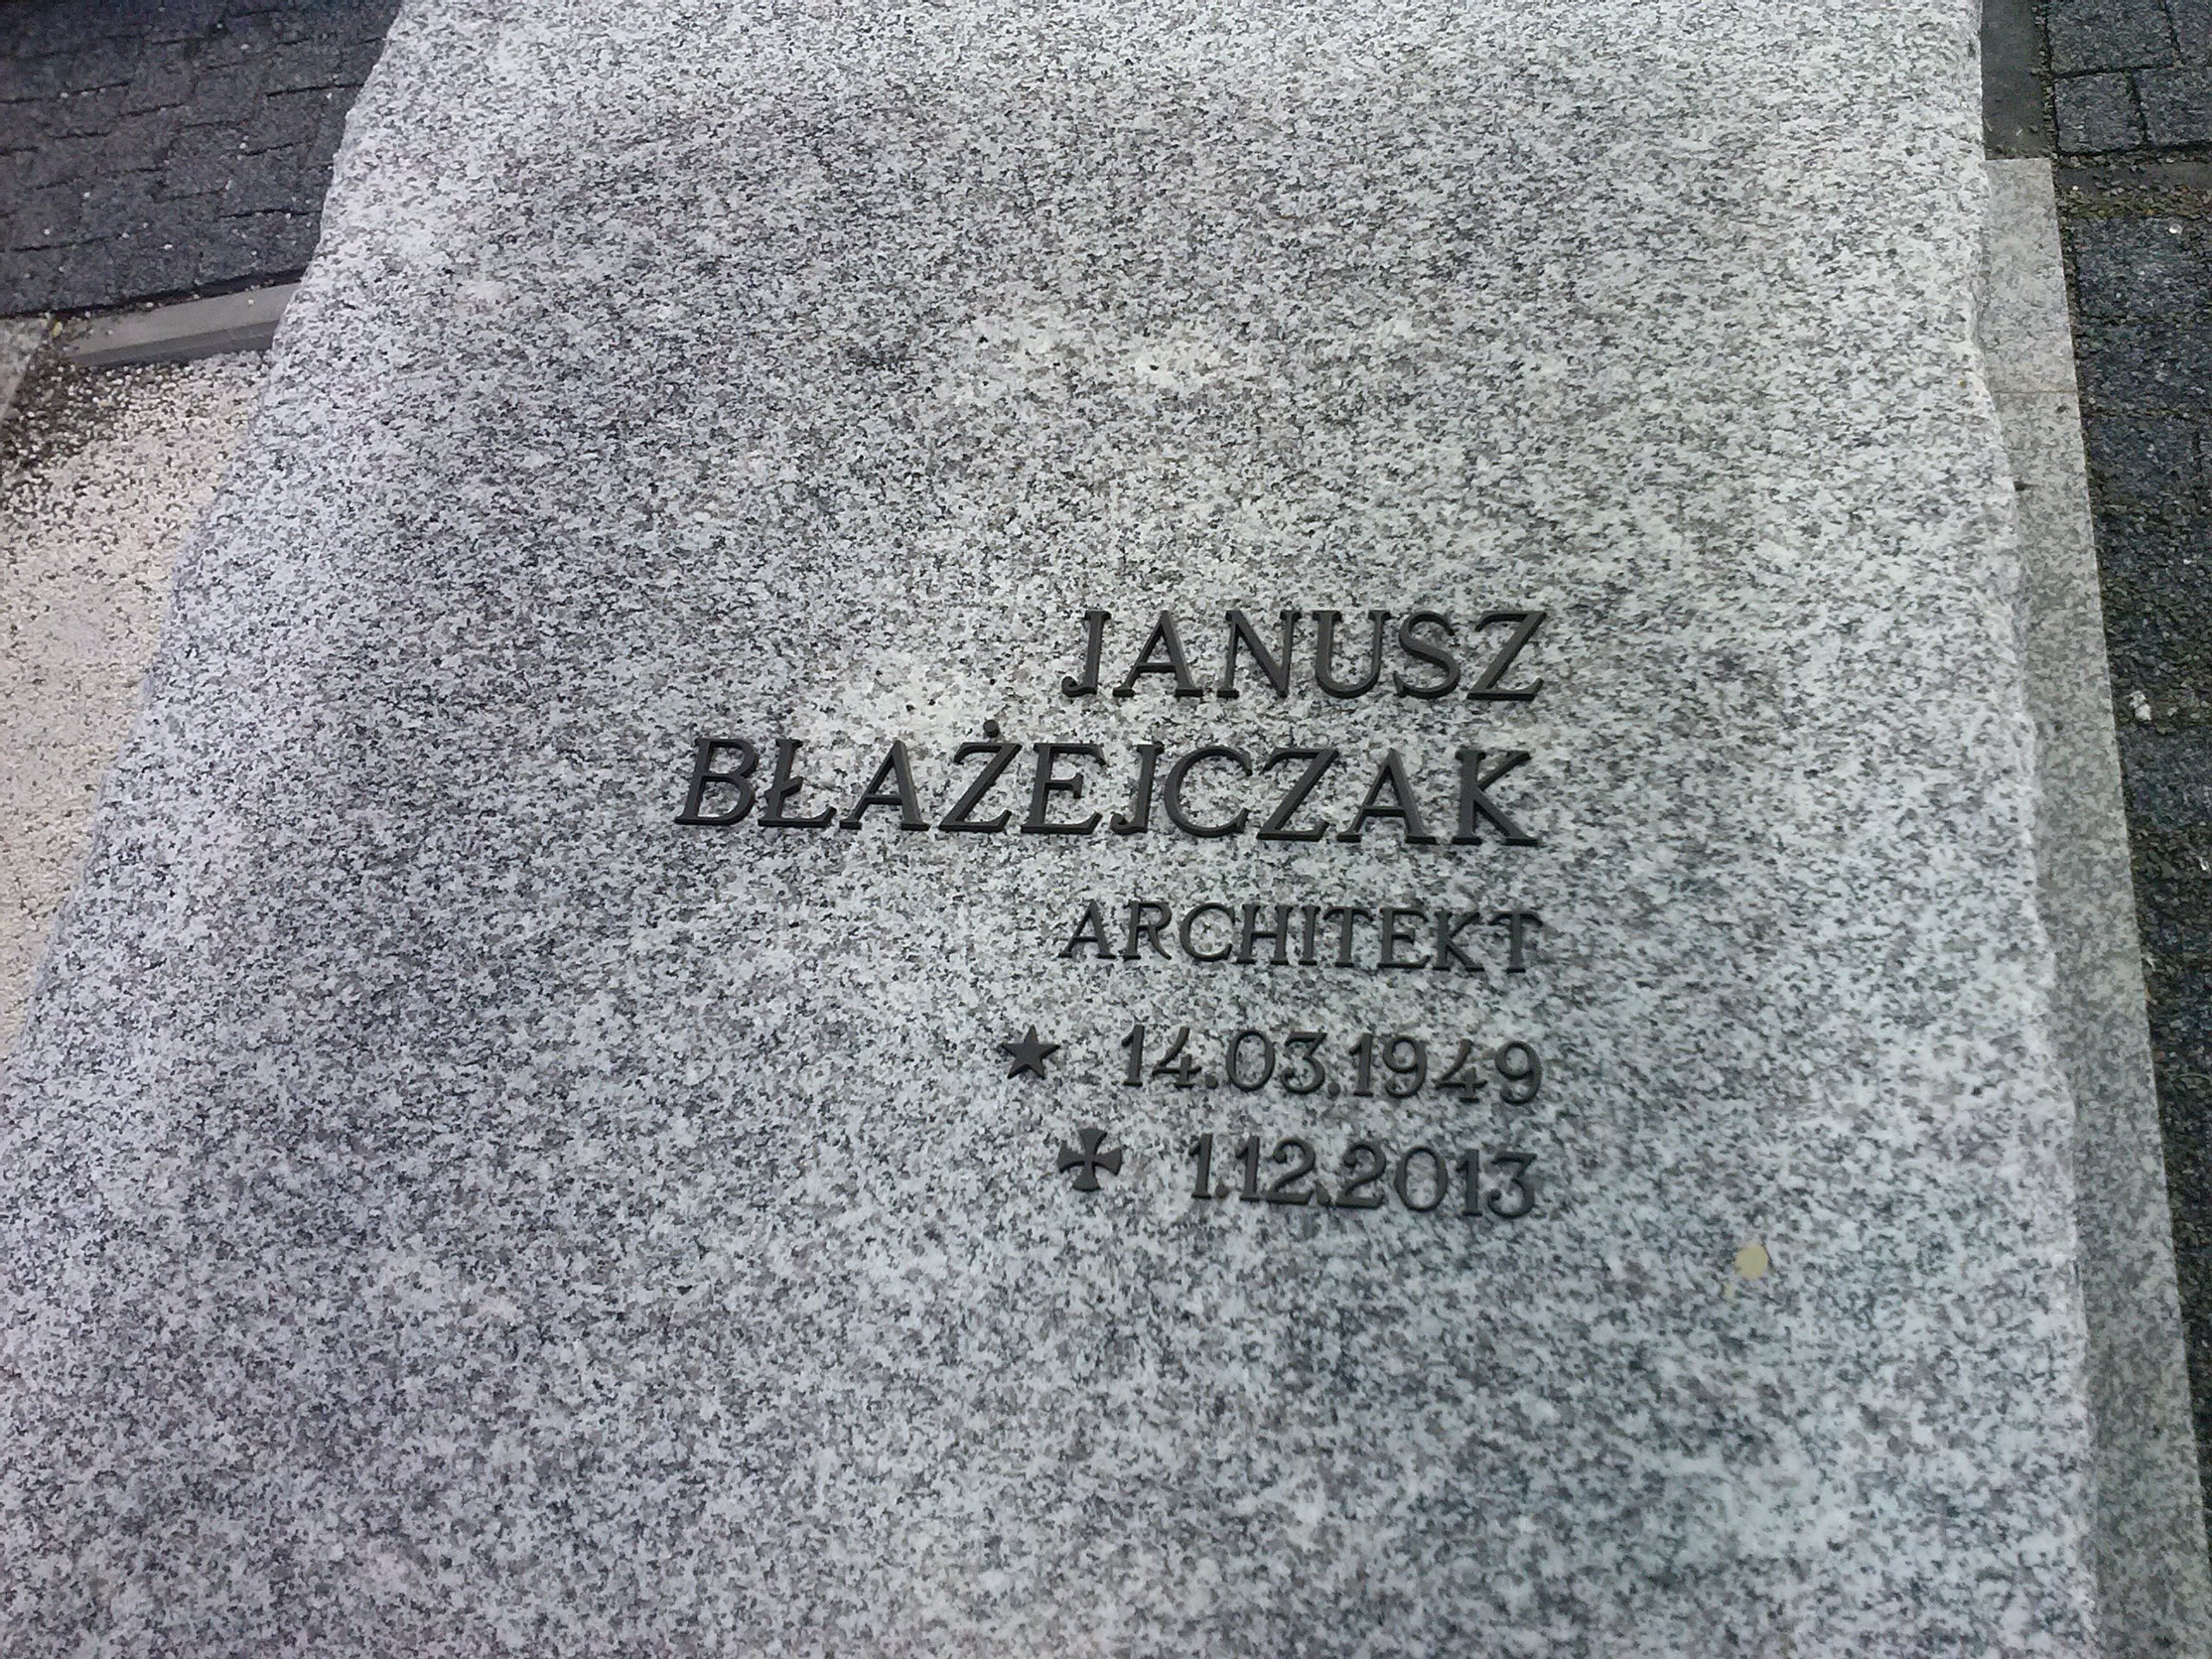 JANUSZ
BŁAŻEJCZAK
ARCHITEKT
★ 14.03.1949
✠ 1.12.2013